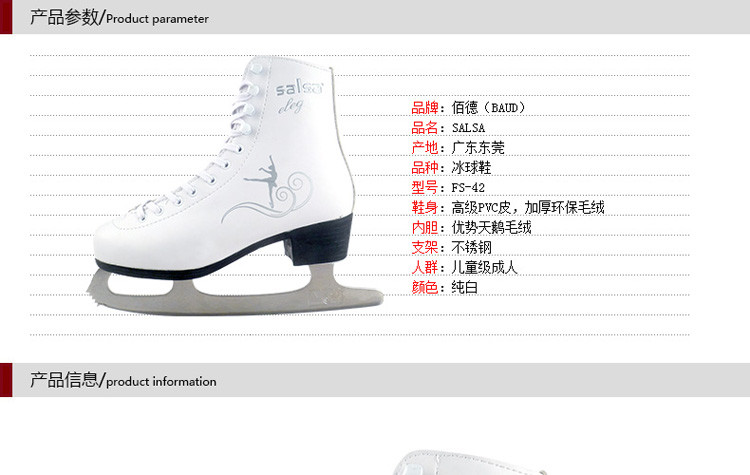 产品参数/Product parameter
salsa
eleg
品牌：佰德（BAUD）
品名：SALSA
产地：广东东莞
品种：冰球鞋
型号：FS-42
鞋身：高级PVC皮，加厚环保毛绒
内胆：优势天鹅毛绒
支架：不锈钢
人群：儿童级成人
颜色：纯白
产品信息/product information